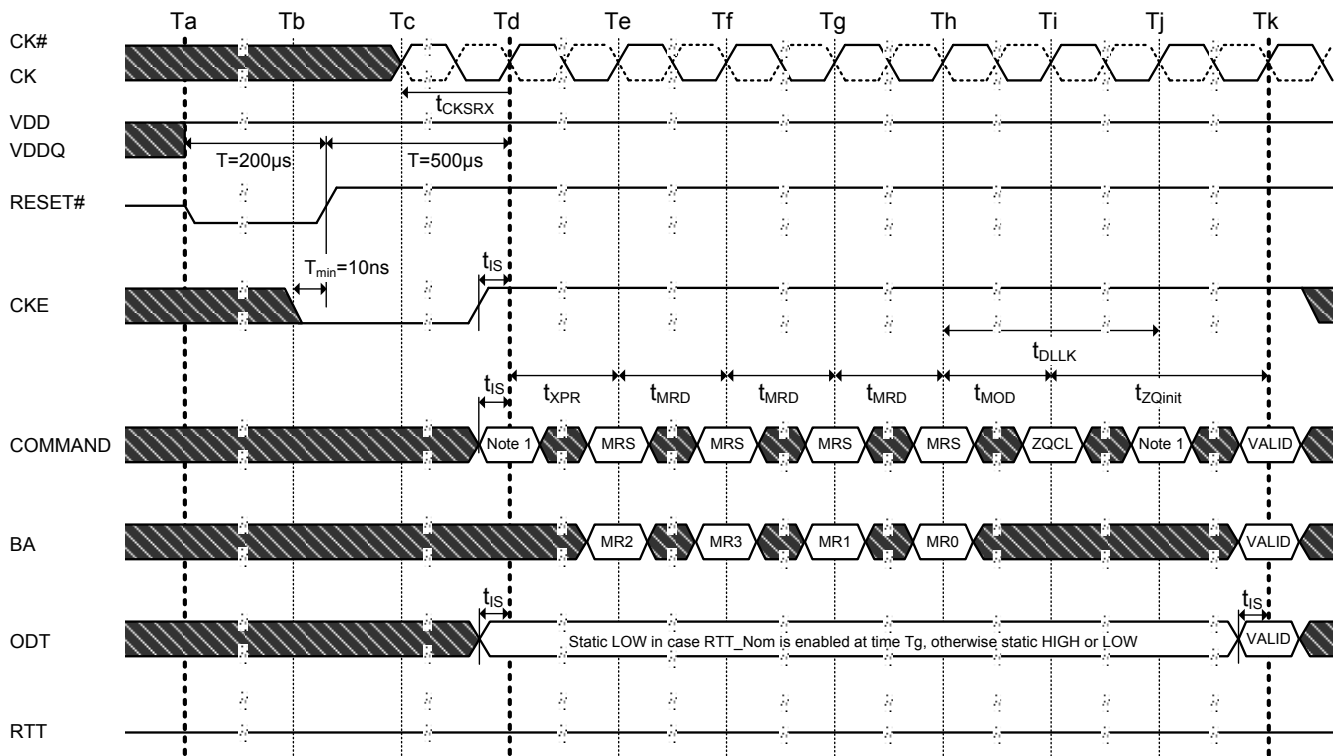 Ta Tb Tc Td Te Tf Tg Th Ti Tj Tk
CK#
CK
tCKSRX
VDD
VDDQ
T=200µs T=500µs
RESET#
Tmin=10ns tIS
CKE
tDLLK
tIS tXPR tMRD tMRD tMRD tMOD tZQinit
COMMAND Note 1 MRS MRS MRS MRS ZQCL Note 1 VALID
BA MR2 MR3 MR1 MR0 VALID
tIS tIS
ODT Static LOW in case RTT_Nom is enabled at time Tg, otherwise static HIGH or LOW VALID
RTT